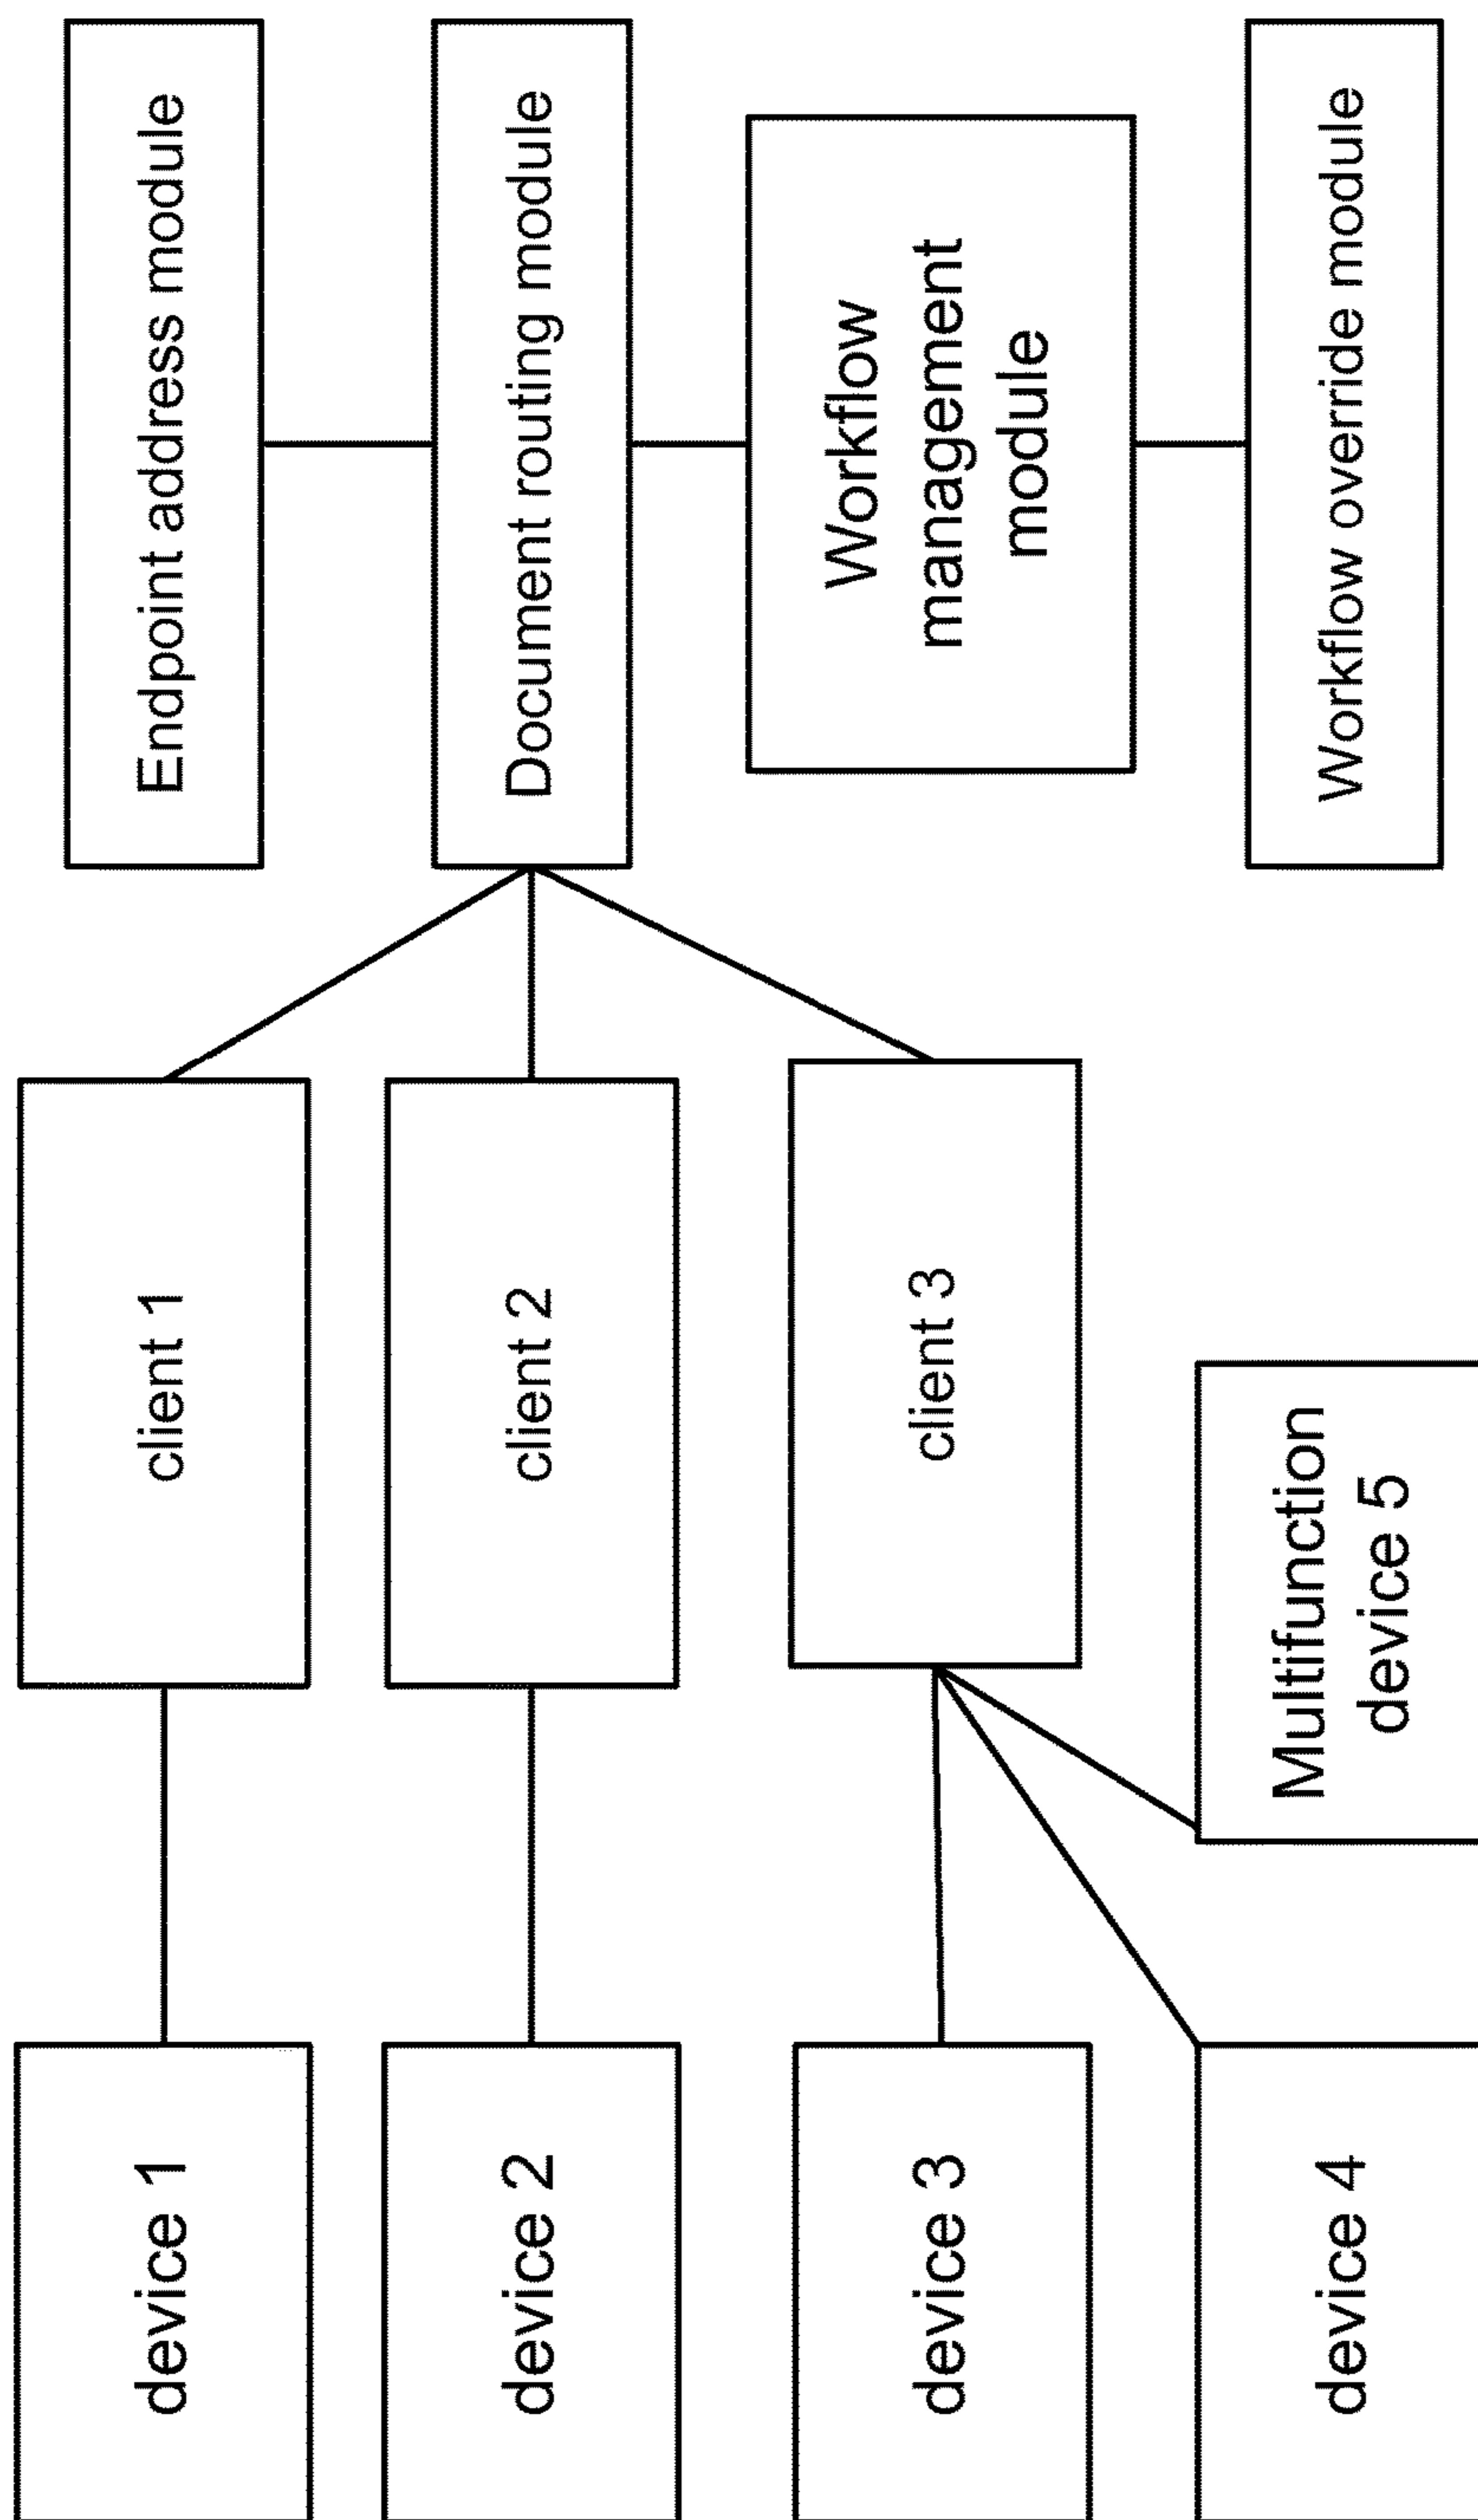 Endpoint address module
Document routing module
Workflow
management
module
Workflow override module
client 1
client 2
client 3
Multifunction
device 5
device 1
device 2
device 3
device 4